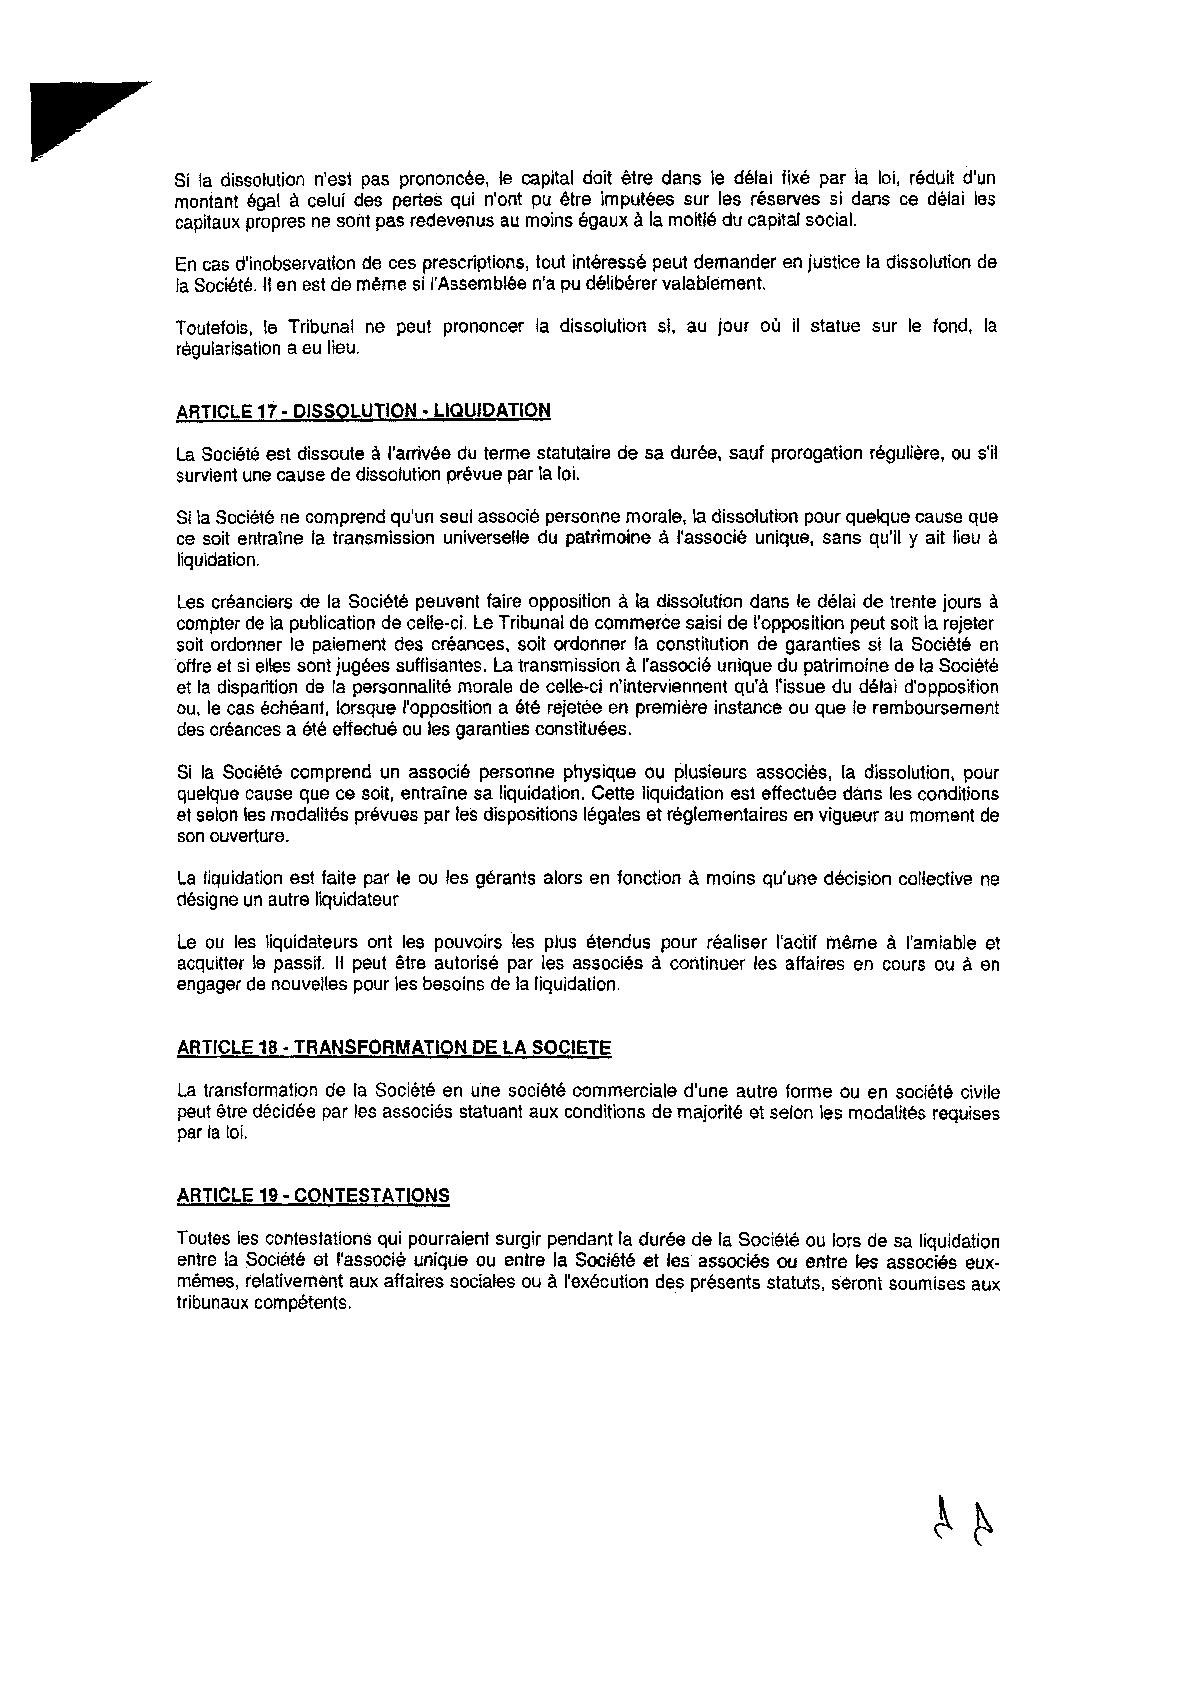 Si la dissolution n'est pas prononcée, le capital doit être dans le délai fixé par la loi, réduit d'un
montant égal à celui des pertes qui n'ont pu être imputées sur les réserves si dans ce délai les
capitaux propres ne sont pas redevenus au moins égaux à la moitié du capital social.
En cas d'inobservation de ces prescriptions, tout intéressé peut demander en justice la dissolution de
la Société. Il en est de même si l'Assemblée n'a pu délibérer valablement.
Toutefois, le Tribunal ne peut prononcer la dissolution si, au jour où il statue sur le fond, la
régularisation a eu lieu.
ARTICLE 17 - DISSOLUTION - LIQUIDATION
La Société est dissoute à l'arrivée du terme statutaire de sa durée, sauf prorogation régulière, ou s'il
survient une cause de dissolution prévue par la loi.
Si la Société ne comprend qu'un seul associé personne morale, la dissolution pour quelque cause que
ce soit entraîne la transmission universelle du patrimoine à l'associé unique, sans qu'il y ait lieu à
liquidation.
Les créanciers de la Société peuvent faire opposition à la dissolution dans le délai de trente jours à
compter de la publication de celle-ci. Le Tribunal de commerce saisi de l'opposition peut soit la rejeter
soit ordonner le paiement des créances, soit ordonner la constitution de garanties si la Société en
offre et si elles sont jugées suffisantes. La transmission à l'associé unique du patrimoine de la Société
et la disparition de la personnalité morale de celle-ci n'interviennent qu'à l'issue du délai d'opposition
ou, le cas échéant, lorsque l'opposition a été rejetée en première instance ou que le remboursement
des créances a été effectué ou les garanties constituées.
Si la Société comprend un associé personne physique ou plusieurs associés, la dissolution, pour
quelque cause que ce soit, entraîne sa liquidation. Cette liquidation est effectuée dans les conditions
et selon les modalités prévues par les dispositions légales et réglementaires en vigueur au moment de
son ouverture.
La liquidation est faite par le ou les gérants alors en fonction à moins qu'une décision collective ne
désigne un autre liquidateur
Le ou les liquidateurs ont les pouvoirs les plus étendus pour réaliser l'actif même à l'amiable et
acquitter le passif. Il peut être autorisé par les associés à continuer les affaires en cours ou à en
engager de nouvelles pour les besoins de la liquidation.
ARTICLE 18 - TRANSFORMATION DE LA SOCIETE
La transformation de la Société en une société commerciale d'une autre forme ou en société civile
peut être décidée par les associés statuant aux conditions de majorité et selon les modalités requises
par la loi.
ARTICLE 19 - CONTESTATIONS
Toutes les contestations qui pourraient surgir pendant la durée de la Société ou lors de sa liquidation
entre la Société et l'associé unique ou entre la Société et les associés ou entre les associés eux-
mêmes, relativement aux affaires sociales ou à l'exécution des présents statuts, seront soumises aux
tribunaux compétents.